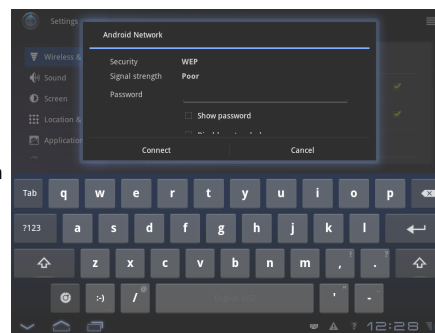 Settings
Android Network
Wireless &
Security WEP
Signal strength Poor
Sound
Password
Screen
Show password
Location &
Application
Connect Cancel
Tab q w e r t y u i o p
?123 a s d f g h j k l
z x c v b n m , ? . ?
@ :-) / @ ' " - _
12:28